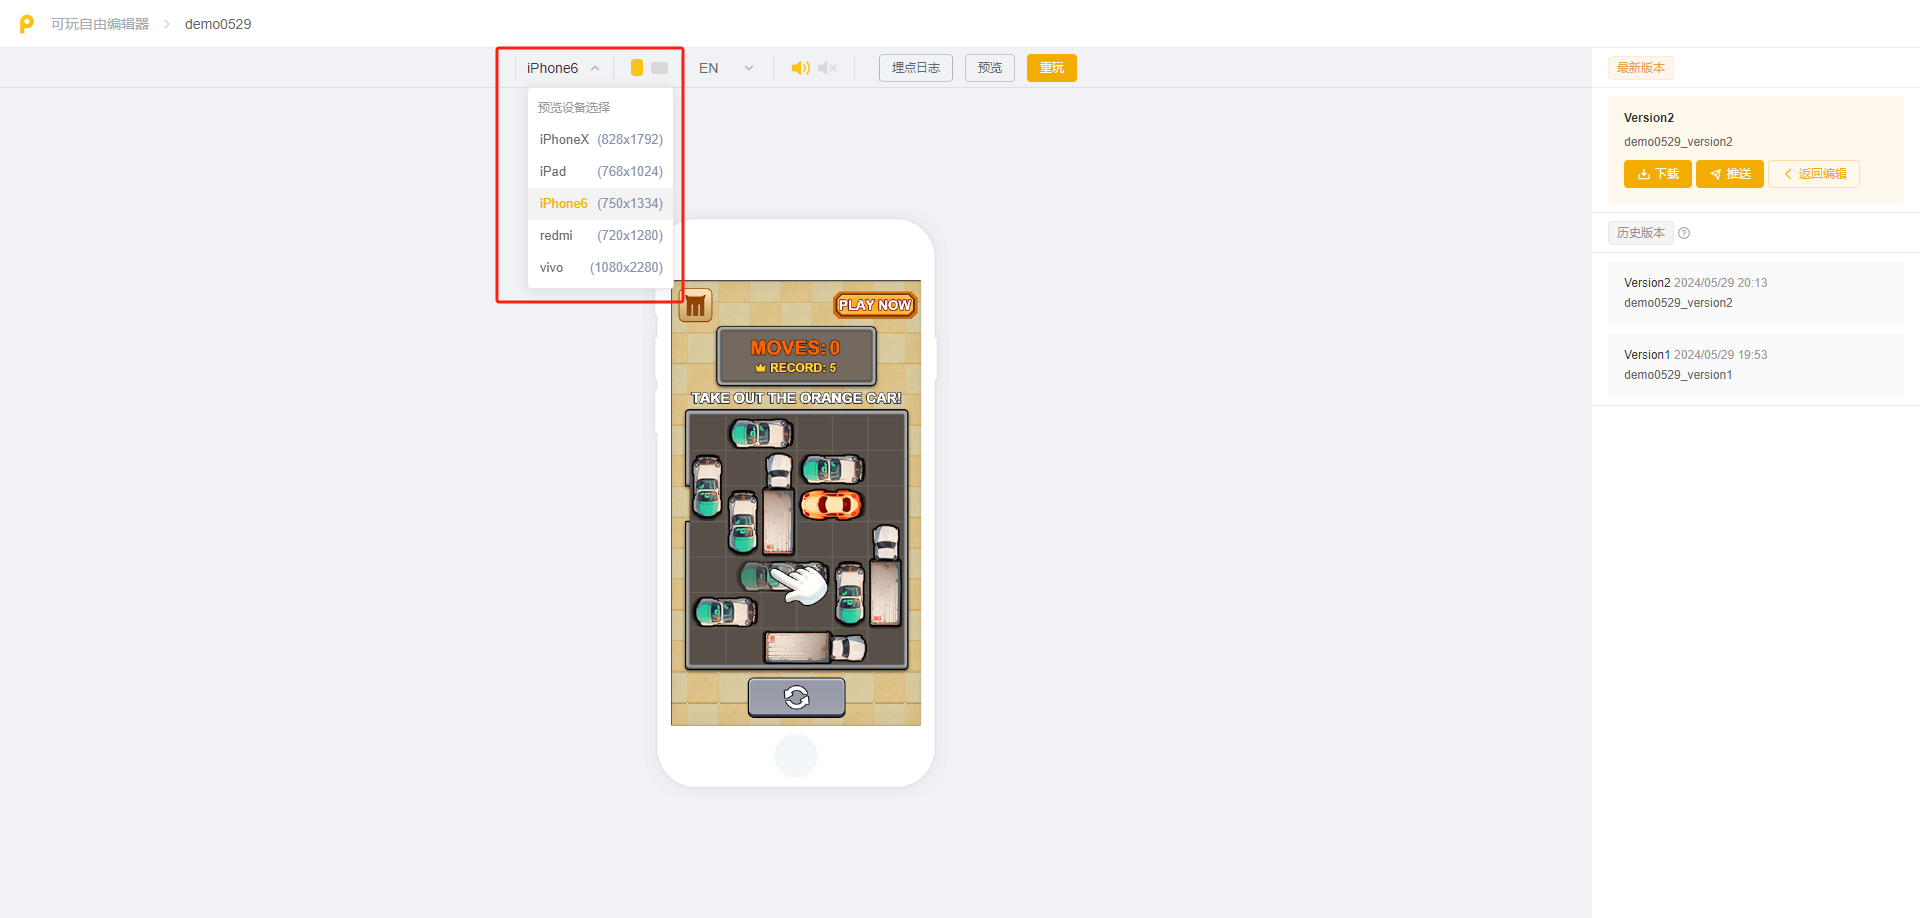 可玩自由编辑器 > demo0529
iPhone6
EN
埋点日志
预览
重玩
预览设备选择
iPhoneX (828x1792)
iPad (768x1024)
iPhone6 (750x1334)
redmi (720x1280)
vivo (1080x2280)
PLAY NOW
MOVES: 0
RECORD: 5
TAKE OUT THE ORANGE CAR!
最新版本
Version2
demo0529_version2
下载
推送
返回编辑
历史版本
Version2 2024/05/29 20:13
demo0529_version2
Version1 2024/05/29 19:53
demo0529_version1